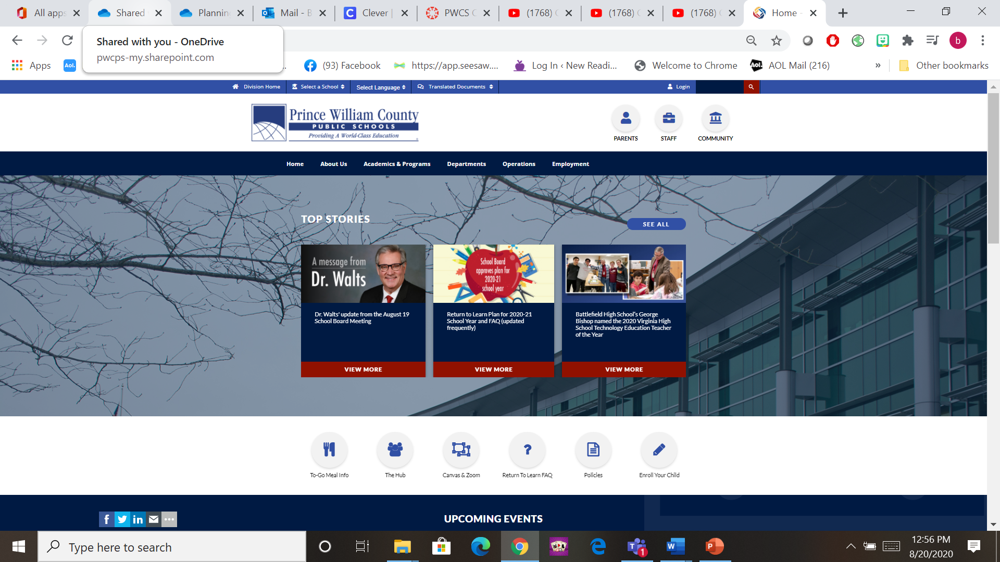 All apps
Shared
Planning
Mail - B
Clever |
PWCS C
(1768)
(1768)
(1768)
Home -
Shared with you - OneDrive
pwcps-my.sharepoint.com
b
Apps
Aol.
...
(93) Facebook
https://app.seesaw....
Log In ‹ New Readi...
Welcome to Chrome
Aol.
AOL Mail (216)
»
Other bookmarks
Division Home
Select a School
Select Language
Translated Documents
Login
Prince William County
PUBLIC SCHOOLS
Providing A World-Class Education
PARENTS
STAFF
COMMUNITY
Home
About Us
Academics & Programs
Departments
Operations
Employment
TOP STORIES
SEE ALL
A message from
Dr. Walts
School Board
approves plan for
2020-21
school year
Dr. Walts' update from the August 19
School Board Meeting
Return to Learn Plan for 2020-21
School Year and FAQ (updated
frequently)
Battlefield High School's George
Bishop named the 2020 Virginia High
School Technology Education Teacher
of the Year
VIEW MORE
VIEW MORE
VIEW MORE
?
To-Go Meal Info
The Hub
Canvas & Zoom
Return To Learn FAQ
Policies
Enroll Your Child
UPCOMING EVENTS
Type here to search
1
12:56 PM
8/20/2020